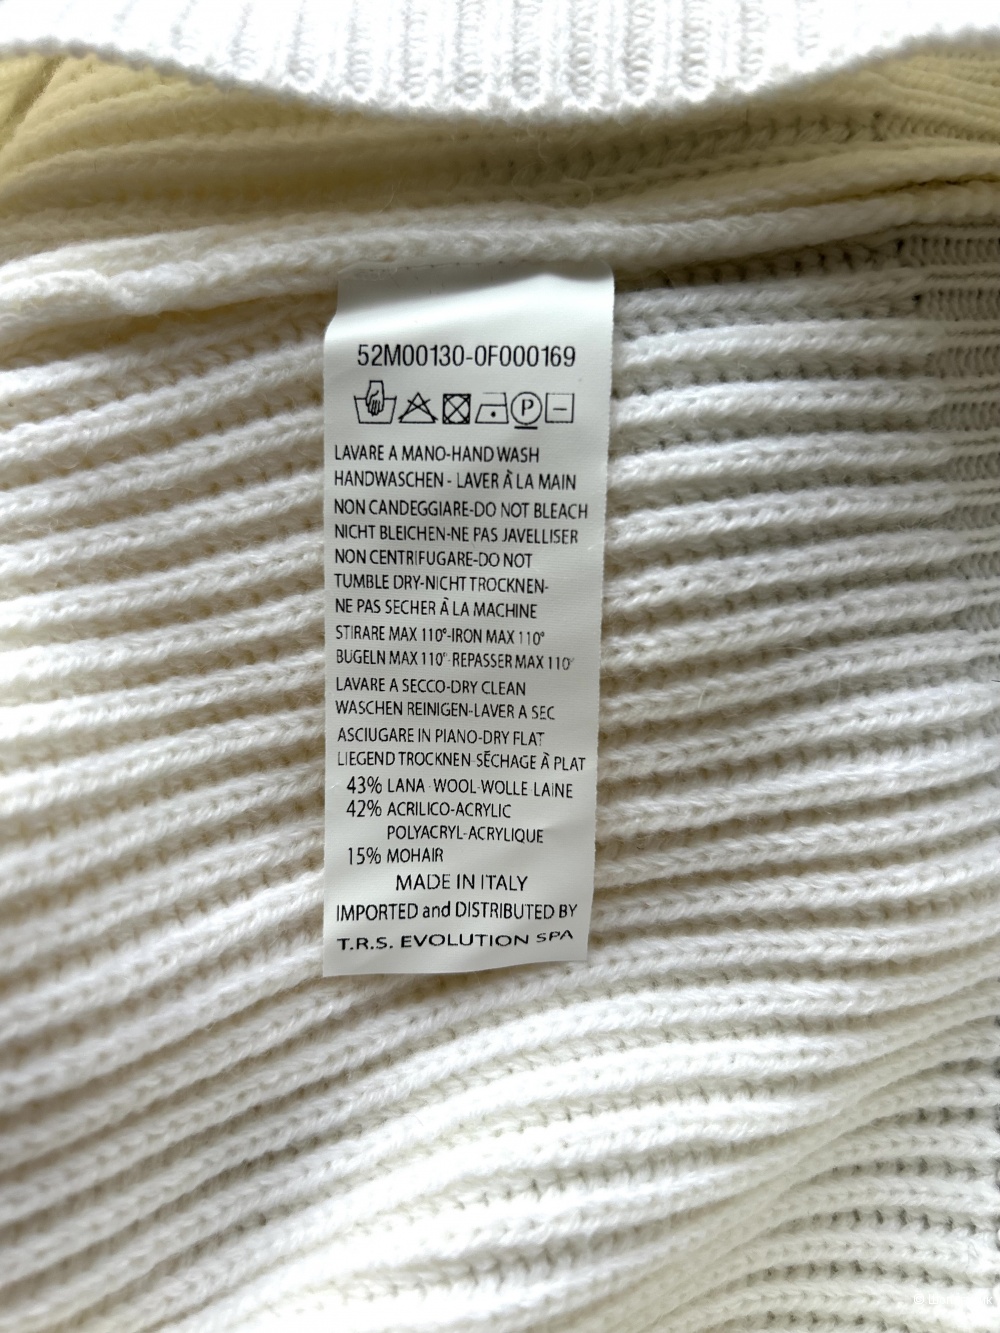 52M00130-0F000169
P
LAVARE A MANO-HAND WASH
HANDWASCHEN - LAVER À LA MAIN
NON CANDEGGIARE-DO NOT BLEACH
NICHT BLEICHEN-NE PAS JAVELLISER
NON CENTRIFUGARE-DO NOT
TUMBLE DRY-NICHT TROCKNEN-
NE PAS SECHER À LA MACHINE
STIRARE MAX 110°-IRON MAX 110°
BUGELN MAX 110°-REPASSER MAX 110°
LAVARE A SECCO-DRY CLEAN
WASCHEN REINIGEN-LAVER A SEC
ASCIUGARE IN PIANO-DRY FLAT
LIEGEND TROCKNEN-SĒCHAGE À PLAT
43% LANA-WOOL-WOLLE LAINE
42% ACRILICO-ACRYLIC
POLYACRYL-ACRYLIQUE
15% MOHAIR
MADE IN ITALY
IMPORTED and DISTRIBUTED BY
T.R.S. EVOLUTION SPA